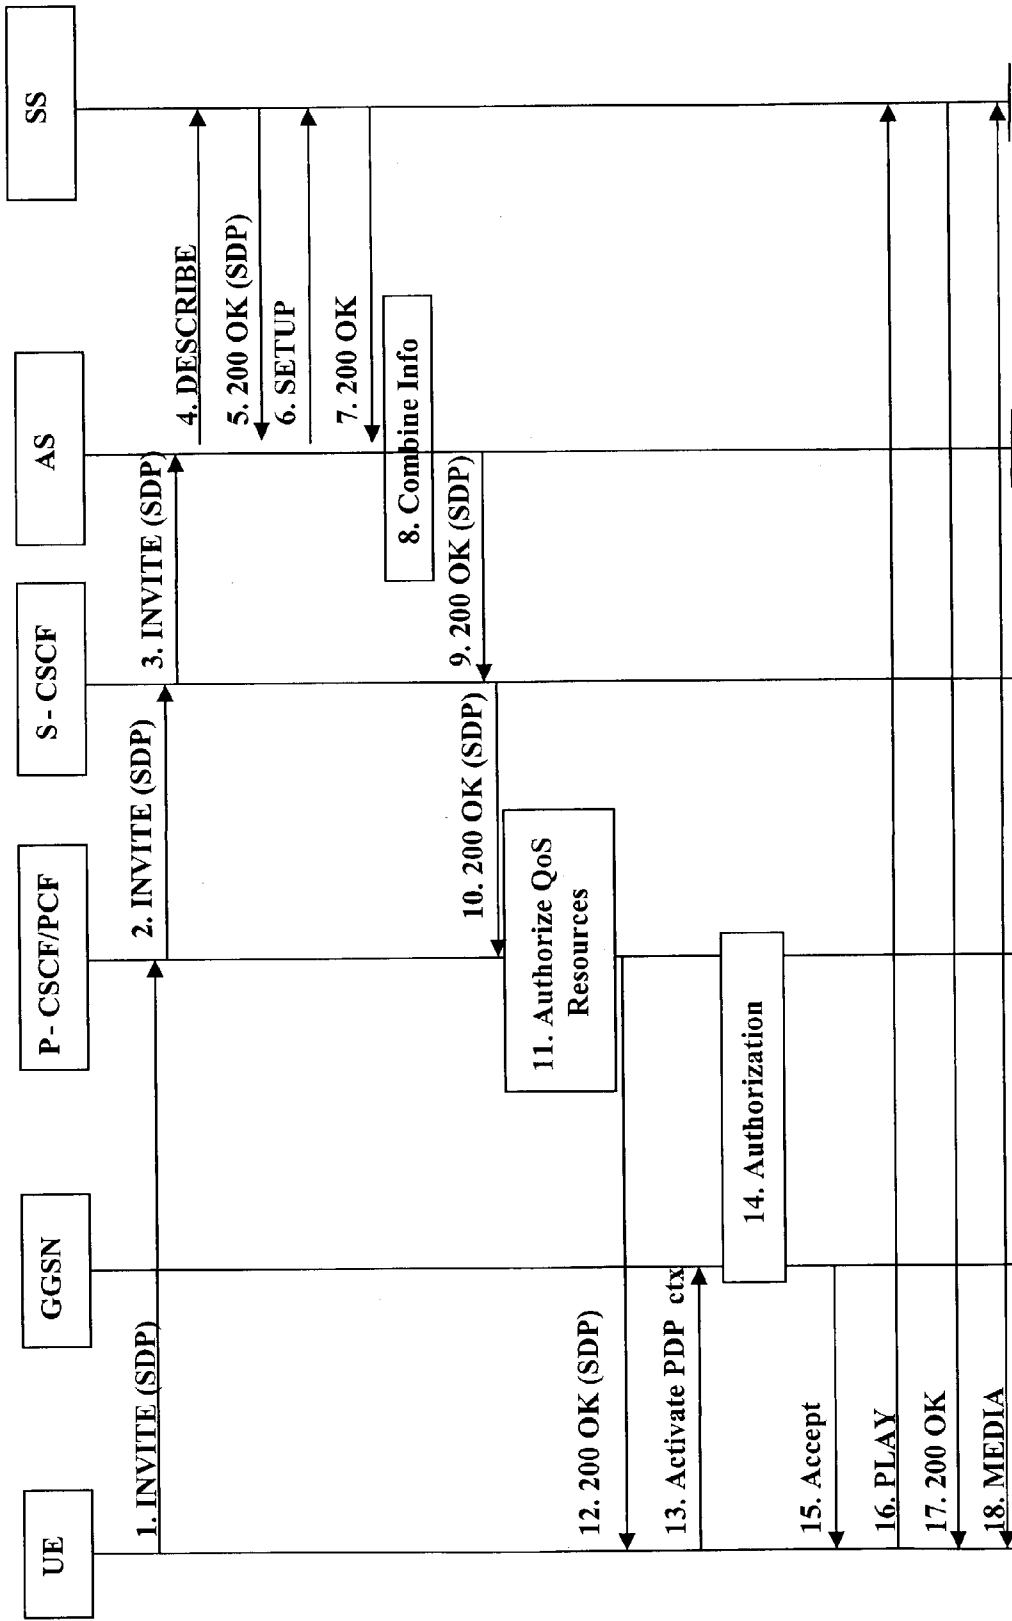 UE
GGSN
P- CSCF/PCF
S - CSCF
AS
SS
1. INVITE (SDP)
2. INVITE (SDP)
3. INVITE (SDP)
4. DESCRIBE
5. 200 OK (SDP)
6. SETUP
7. 200 OK
8. Combine Info
9. 200 OK (SDP)
10. 200 OK (SDP)
11. Authorize QoS
Resources
12. 200 OK (SDP)
13. Activate PDP ctx
14. Authorization
15. Accept
16. PLAY
17. 200 OK
18. MEDIA